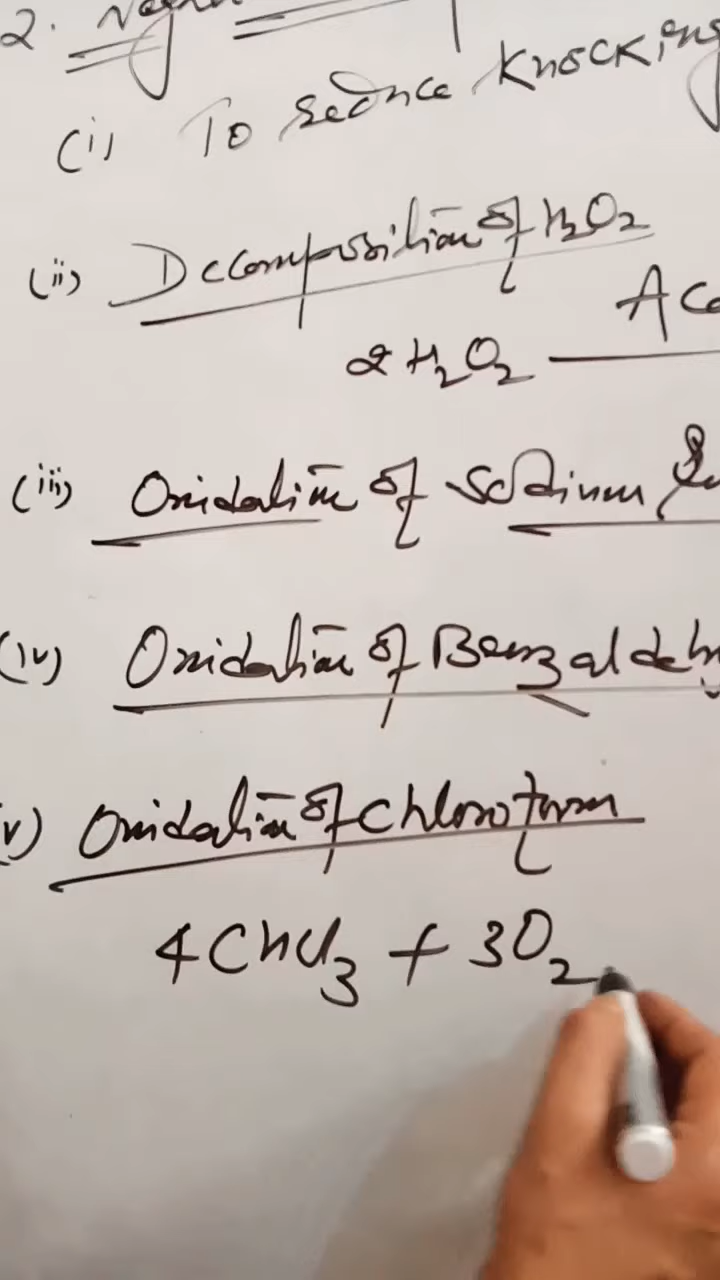 2.
(i) To reduce knocking
(ii) Decomposition of H₂O₂
2H₂O₂
(iii) Oxidation of Sodium
(iv) Oxidation of Benzaldeh
v) Oxidation of Chloroform
4CHCl₃ + 3O₂